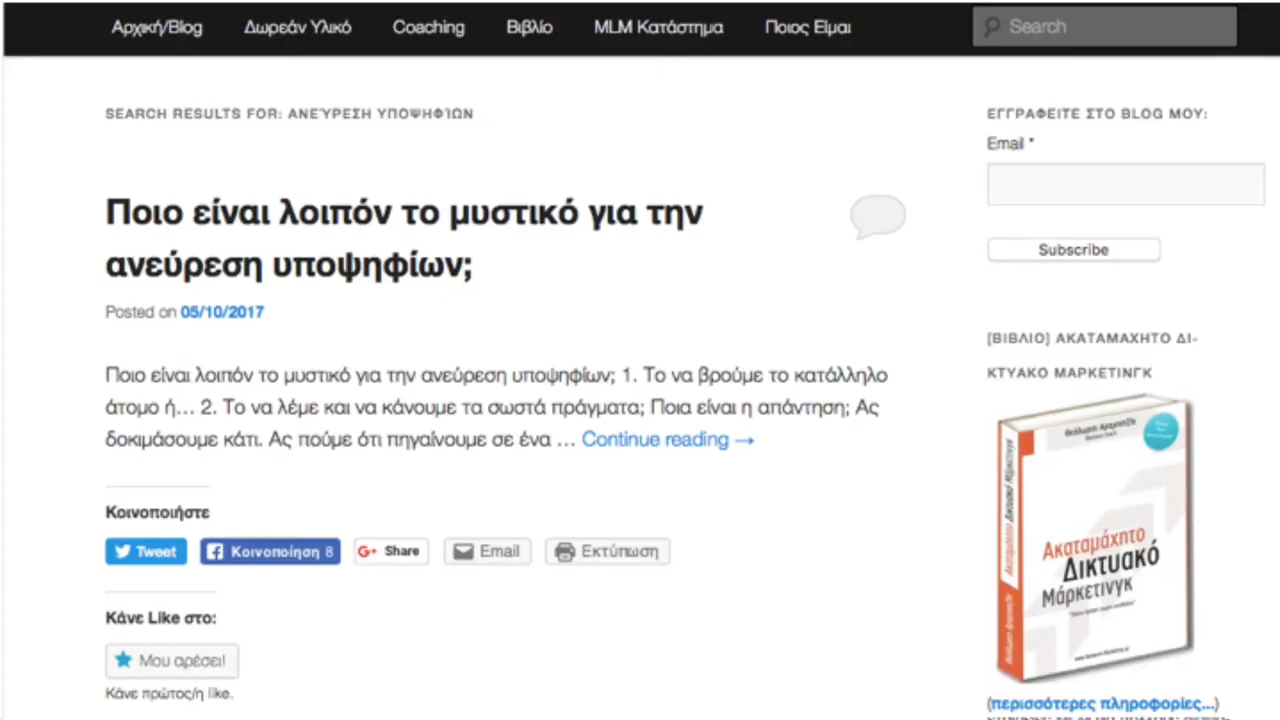 Αρχική/Blog Δωρεάν Υλικό Coaching Βιβλίο MLM Κατάστημα Ποιος Είμαι Search
SEARCH RESULTS FOR: ΑΝΕΎΡΕΣΗ ΥΠΟΨΗΦΊΩΝ
Ποιο είναι λοιπόν το μυστικό για την
ανεύρεση υποψηφίων;
Posted on 05/10/2017
Ποιο είναι λοιπόν το μυστικό για την ανεύρεση υποψηφίων; 1. Το να βρούμε το κατάλληλο
άτομο ή… 2. Το να λέμε και να κάνουμε τα σωστά πράγματα; Ποια είναι η απάντηση; Ας
δοκιμάσουμε κάτι. Ας πούμε ότι πηγαίνουμε σε ένα … Continue reading →
Κοινοποιήστε
Tweet Κοινοποίηση 8 G+ Share Email Εκτύπωση
Κάνε Like στο:
Μου αρέσει!
Κάνε πρώτος/η like.
ΕΓΓΡΑΦΕΙΤΕ ΣΤΟ BLOG ΜΟΥ:
Email *
Subscribe
[ΒΙΒΛΙΟ] ΑΚΑΤΑΜΑΧΗΤΟ ΔΙ-
ΚΤΥΑΚΟ ΜΑΡΚΕΤΙΝΓΚ
Ακαταμάχητο Δικτυακό Μάρκετινγκ
Ακαταμάχητο
Δικτυακό
Μάρκετινγκ
(περισσότερες πληροφορίες...)